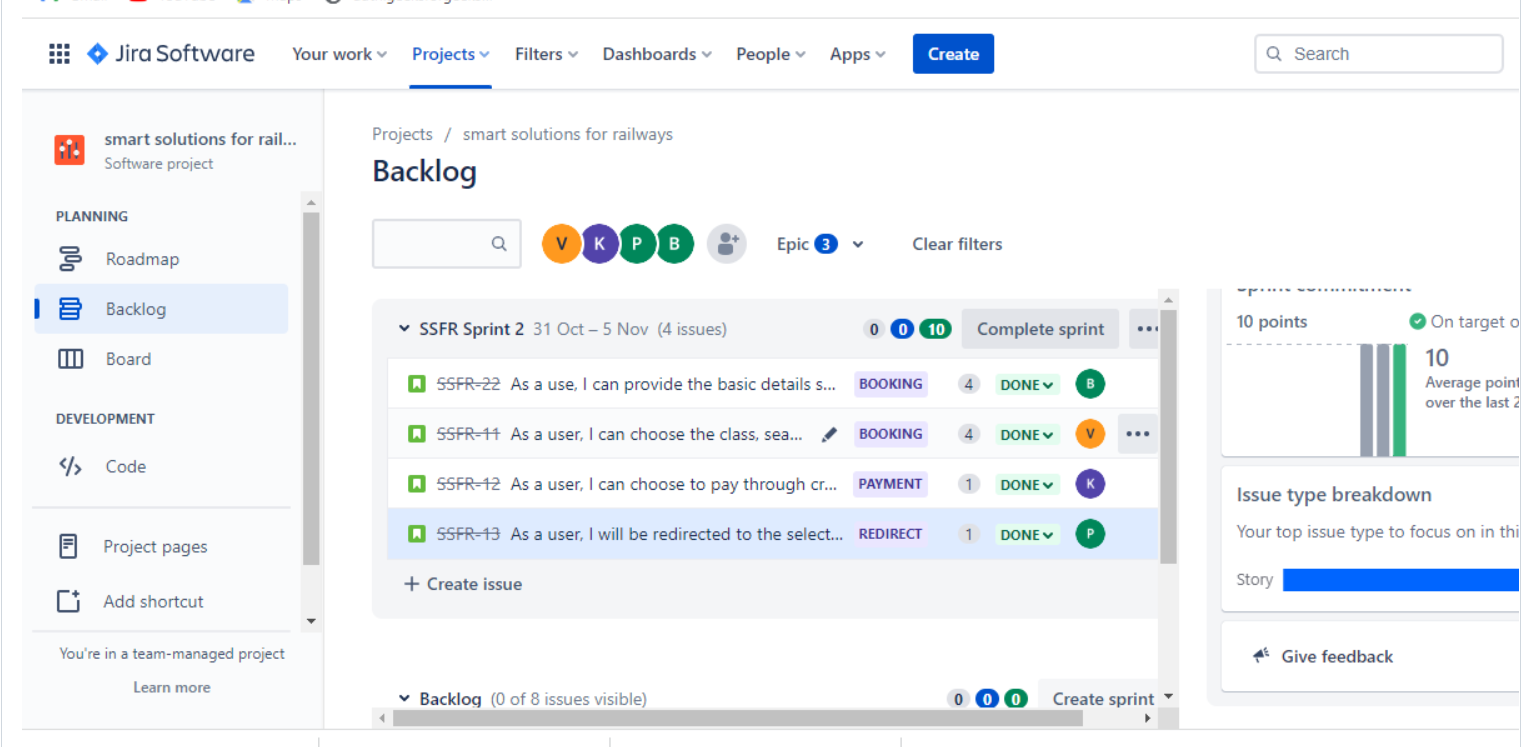 Jira Software Your work Projects Filters Dashboards People Apps Create Search
smart solutions for rail...
Software project
PLANNING
Roadmap
Backlog
Board
DEVELOPMENT
Code
Project pages
Add shortcut
You're in a team-managed project
Learn more
Projects / smart solutions for railways
Backlog
V K P B Epic 3 Clear filters
SSFR Sprint 2 31 Oct – 5 Nov (4 issues) 0 0 10 Complete sprint
SSFR-22 As a use, I can provide the basic details s... BOOKING 4 DONE B
SSFR-11 As a user, I can choose the class, sea... BOOKING 4 DONE V
SSFR-12 As a user, I can choose to pay through cr... PAYMENT 1 DONE K
SSFR-13 As a user, I will be redirected to the select... REDIRECT 1 DONE P
+ Create issue
Backlog (0 of 8 issues visible) 0 0 0 Create sprint
Sprint commitment
10 points On target o
10
Average point
over the last 2
Issue type breakdown
Your top issue type to focus on in thi
Story
Give feedback